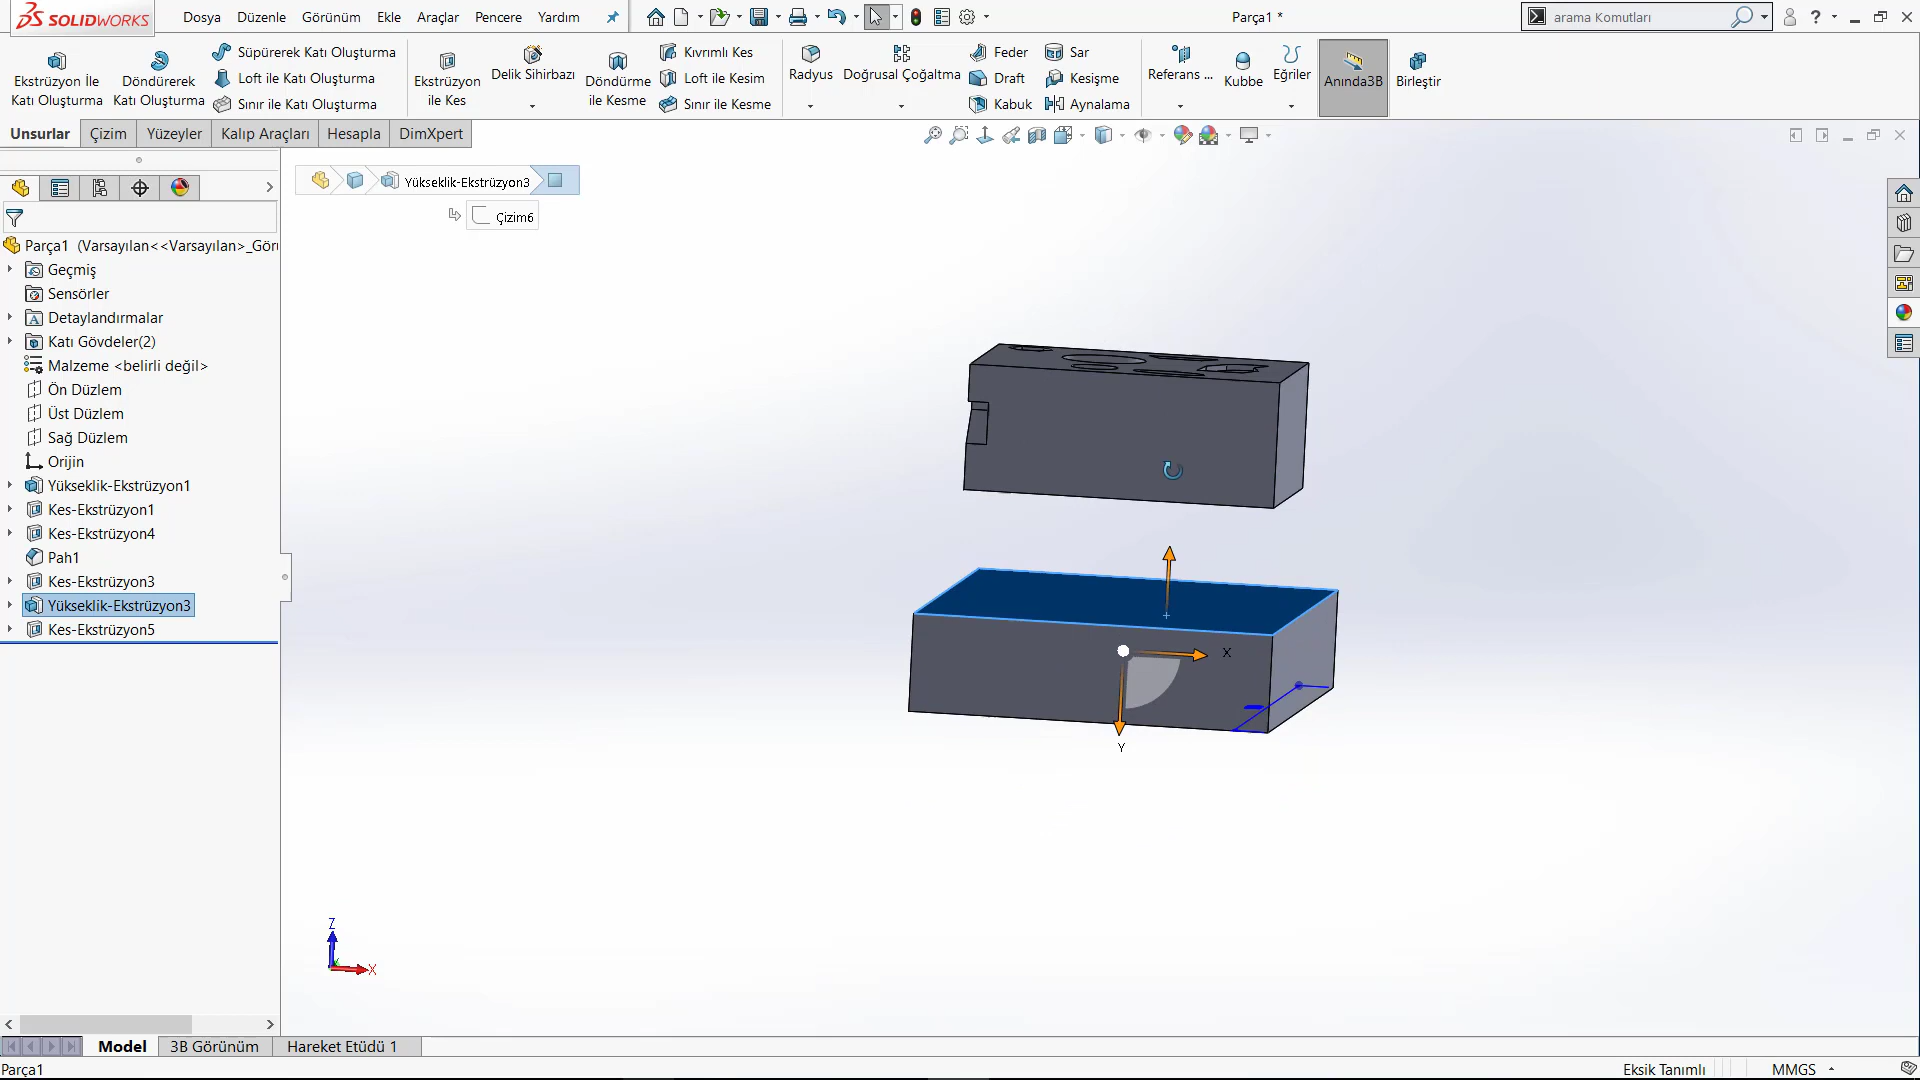 SOLIDWORKS
Dosya Düzenle Görünüm Ekle Araçlar Pencere Yardım
Parça1 *
arama Komutları
Ekstrüzyon İle Katı Oluşturma
Döndürerek Katı Oluşturma
Süpürerek Katı Oluşturma
Loft ile Katı Oluşturma
Sınır ile Katı Oluşturma
Ekstrüzyon ile Kes
Delik Sihirbazı
Döndürme ile Kesme
Kıvrımlı Kes
Loft ile Kesim
Sınır ile Kesme
Radyus
Doğrusal Çoğaltma
Feder
Draft
Kabuk
Sar
Kesişme
Aynalama
Referans ...
Kubbe
Eğriler
Anında3B
Birleştir
Unsurlar Çizim Yüzeyler Kalıp Araçları Hesapla DimXpert
Yükseklik-Ekstrüzyon3
Çizim6
Parça1 (Varsayılan<<Varsayılan>_Görü
Geçmiş
Sensörler
Detaylandırmalar
Katı Gövdeler(2)
Malzeme <belirli değil>
Ön Düzlem
Üst Düzlem
Sağ Düzlem
Orijin
Yükseklik-Ekstrüzyon1
Kes-Ekstrüzyon1
Kes-Ekstrüzyon4
Pah1
Kes-Ekstrüzyon3
Yükseklik-Ekstrüzyon3
Kes-Ekstrüzyon5
X
Y
Z
X
Model 3B Görünüm Hareket Etüdü 1
Parça1
Eksik Tanımlı
MMGS